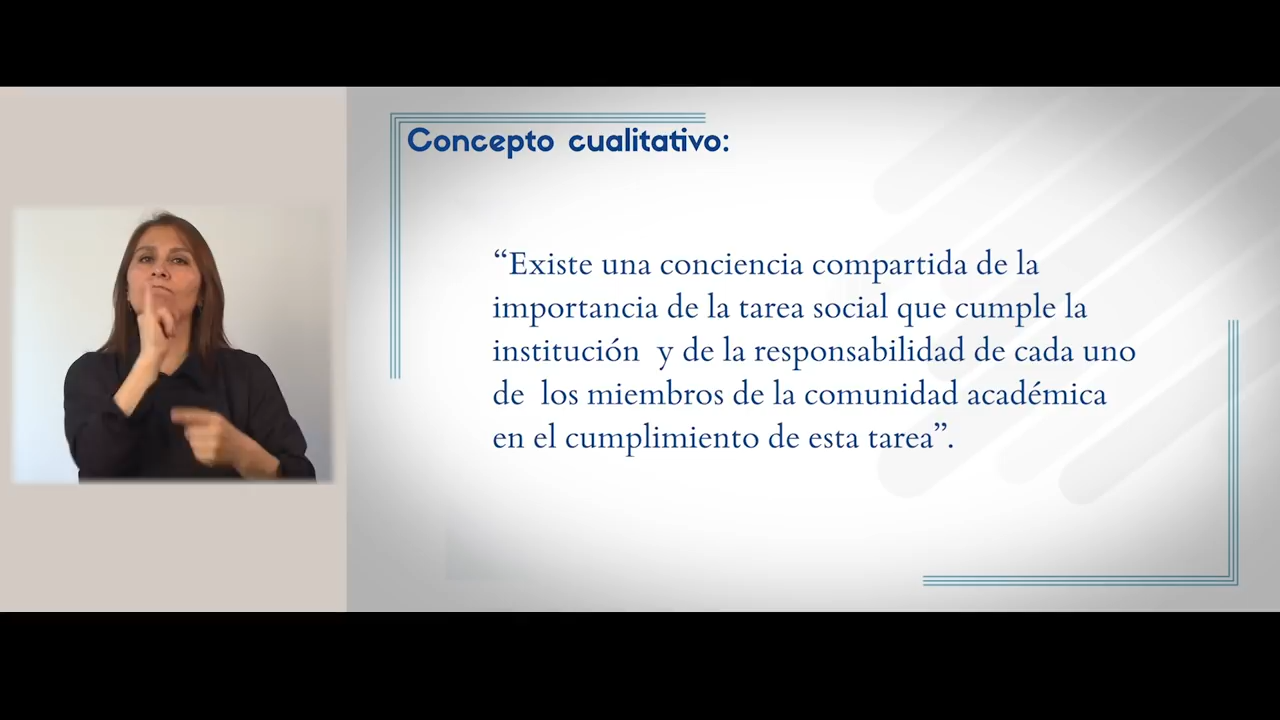 Concepto cualitativo:
“Existe una conciencia compartida de la
importancia de la tarea social que cumple la
institución  y de la responsabilidad de cada uno
de  los miembros de la comunidad académica
en el cumplimiento de esta tarea”.